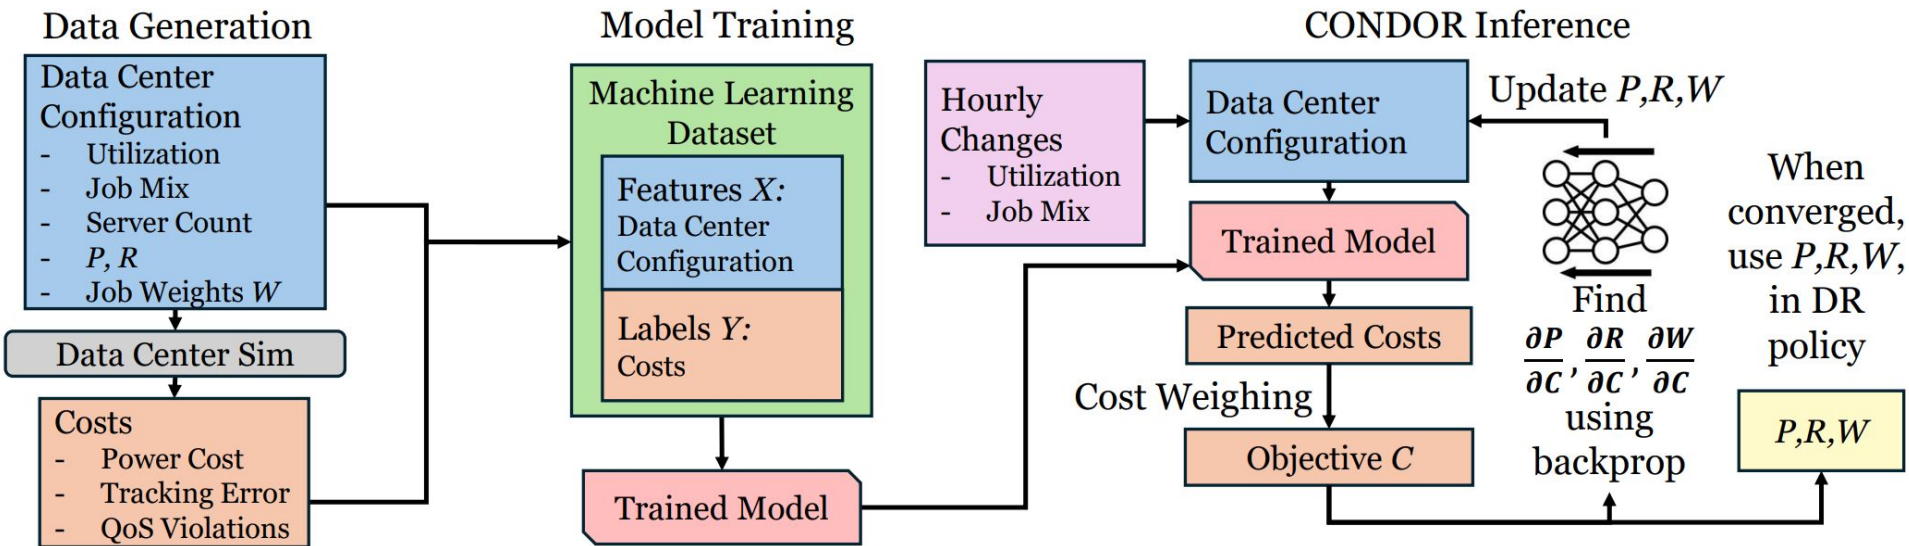 Data Generation
Data Center
Configuration
- Utilization
- Job Mix
- Server Count
- P, R
- Job Weights W
Data Center Sim
Costs
- Power Cost
- Tracking Error
- QoS Violations
Model Training
Machine Learning
Dataset
Features X:
Data Center
Configuration
Labels Y:
Costs
Trained Model
CONDOR Inference
Hourly
Changes
- Utilization
- Job Mix
Data Center
Configuration
Trained Model
Predicted Costs
Cost Weighing
Objective C
Update P,R,W
Find
∂P/∂C, ∂R/∂C, ∂W/∂C
using
backprop
When
converged,
use P,R,W,
in DR
policy
P,R,W